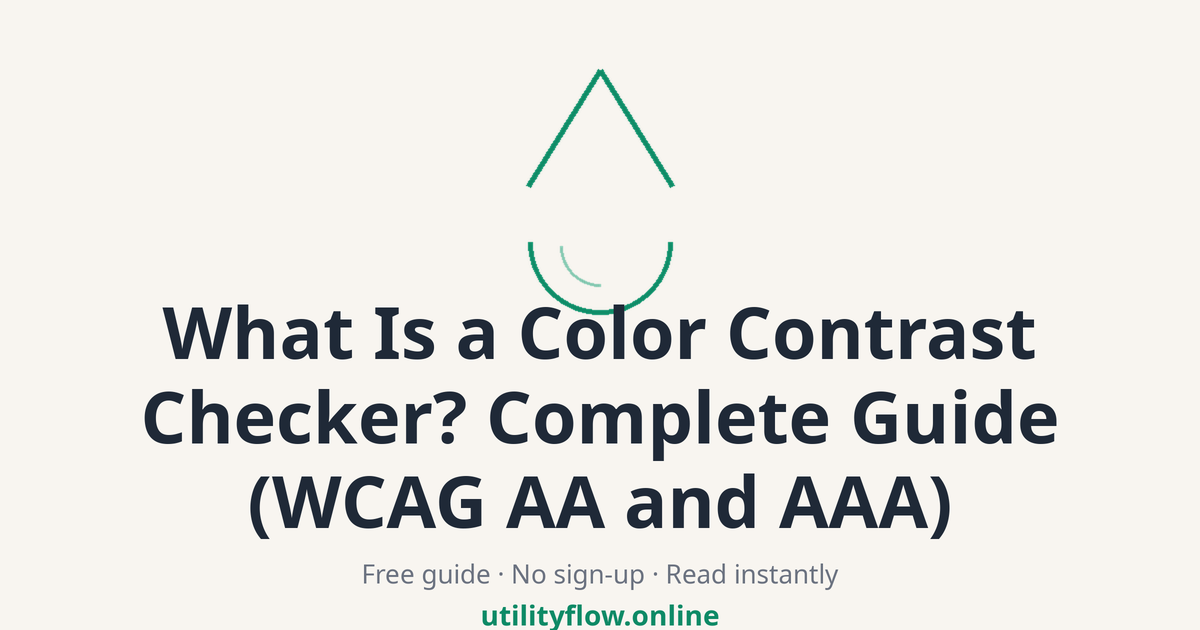 What Is a Color Contrast
Checker? Complete Guide
(WCAG AA and AAA)
Free guide · No sign-up · Read instantly
utilityflow.online